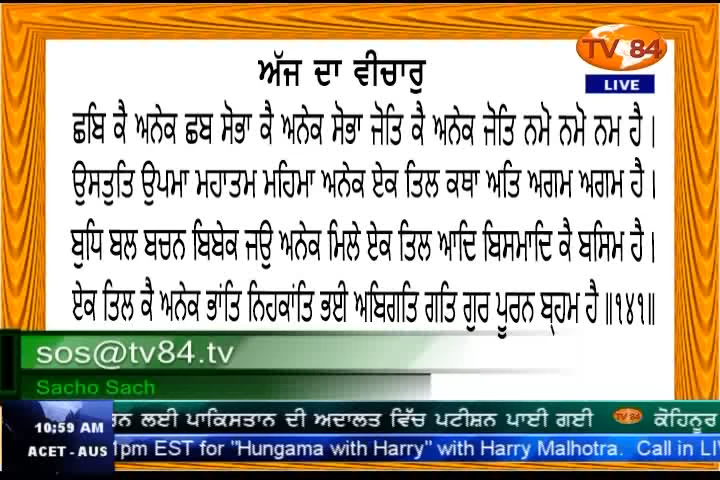 TV 84
LIVE
ਅੱਜ ਦਾ ਵੀਚਾਰੁ
ਛਬਿ ਕੈ ਅਨੇਕ ਛਬ ਸੋਭਾ ਕੈ ਅਨੇਕ ਸੋਭਾ ਜੋਤਿ ਕੈ ਅਨੇਕ ਜੋਤਿ ਨਮੋ ਨਮੋ ਨਮ ਹੈ।
ਉਸਤੁਤਿ ਉਪਮਾ ਮਹਾਤਮ ਮਹਿਮਾ ਅਨੇਕ ਏਕ ਤਿਲ ਕਥਾ ਅਤਿ ਅਗਮ ਅਗਮ ਹੈ।
ਬੁਧਿ ਬਲ ਬਚਨ ਬਿਬੇਕ ਜਉ ਅਨੇਕ ਮਿਲੇ ਏਕ ਤਿਲ ਆਦਿ ਬਿਸਮਾਦਿ ਕੈ ਬਸਿਮ ਹੈ।
ਏਕ ਤਿਲ ਕੈ ਅਨੇਕ ਭਾਂਤਿ ਨਿਹਕਾਂਤਿ ਭਈ ਅਬਿਗਤਿ ਗਤਿ ਗੁਰ ਪੂਰਨ ਬ੍ਰਹਮ ਹੈ॥੧੪੧॥
sos@tv84.tv
Sacho Sach
10:59 AM
ACET - AUS
ਲਈ ਪਾਕਿਸਤਾਨ ਦੀ ਅਦਾਲਤ ਵਿੱਚ ਪਟੀਸ਼ਨ ਪਾਈ ਗਈ TV 84 ਕੋਹਿਨੂਰ
1pm EST for "Hungama with Harry" with Harry Malhotra. Call in LIV